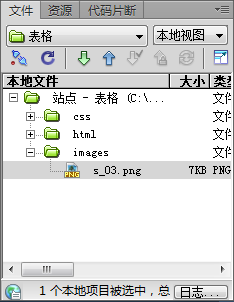 文件 资源 代码片断
表格 本地视图
本地文件 大小 类
站点 - 表格 (C:\... 文件
css 文件
html 文件
images 文件
s_03.png 7KB PNG
1 个本地项目被选中，总 日志...